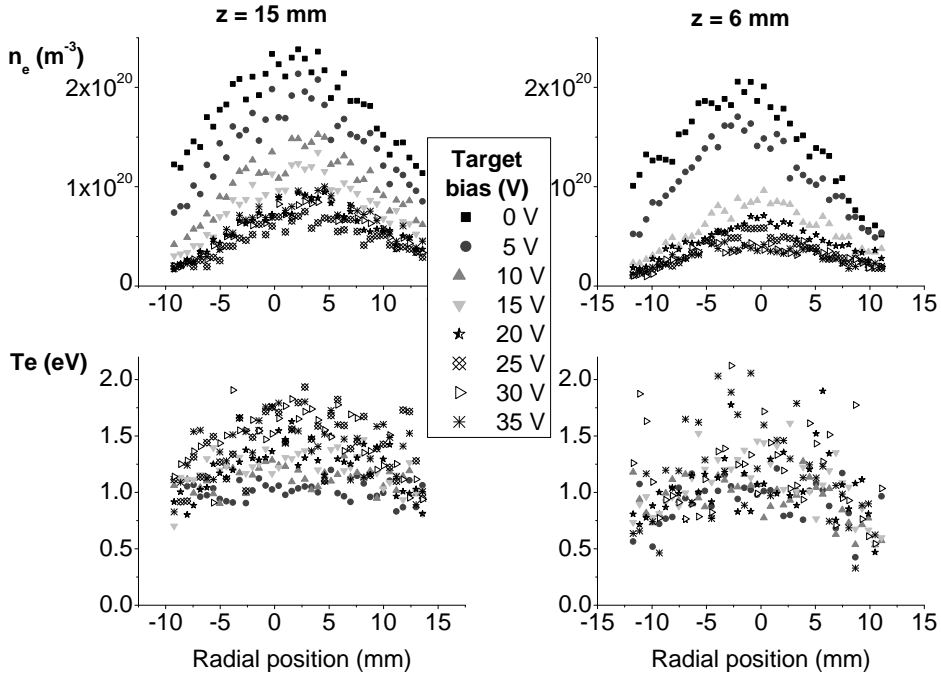 z = 15 mm
z = 6 mm
n_e (m^-3)
2x10^20
1x10^20
0
-10 -5 0 5 10 15
2x10^20
10^20
0
-15 -10 -5 0 5 10 15
Target
bias (V)
0 V
5 V
10 V
15 V
20 V
25 V
30 V
35 V
Te (eV)
2.0
1.5
1.0
0.5
0.0
-10 -5 0 5 10 15
Radial position (mm)
2.0
1.5
1.0
0.5
0.0
-15 -10 -5 0 5 10 15
Radial position (mm)